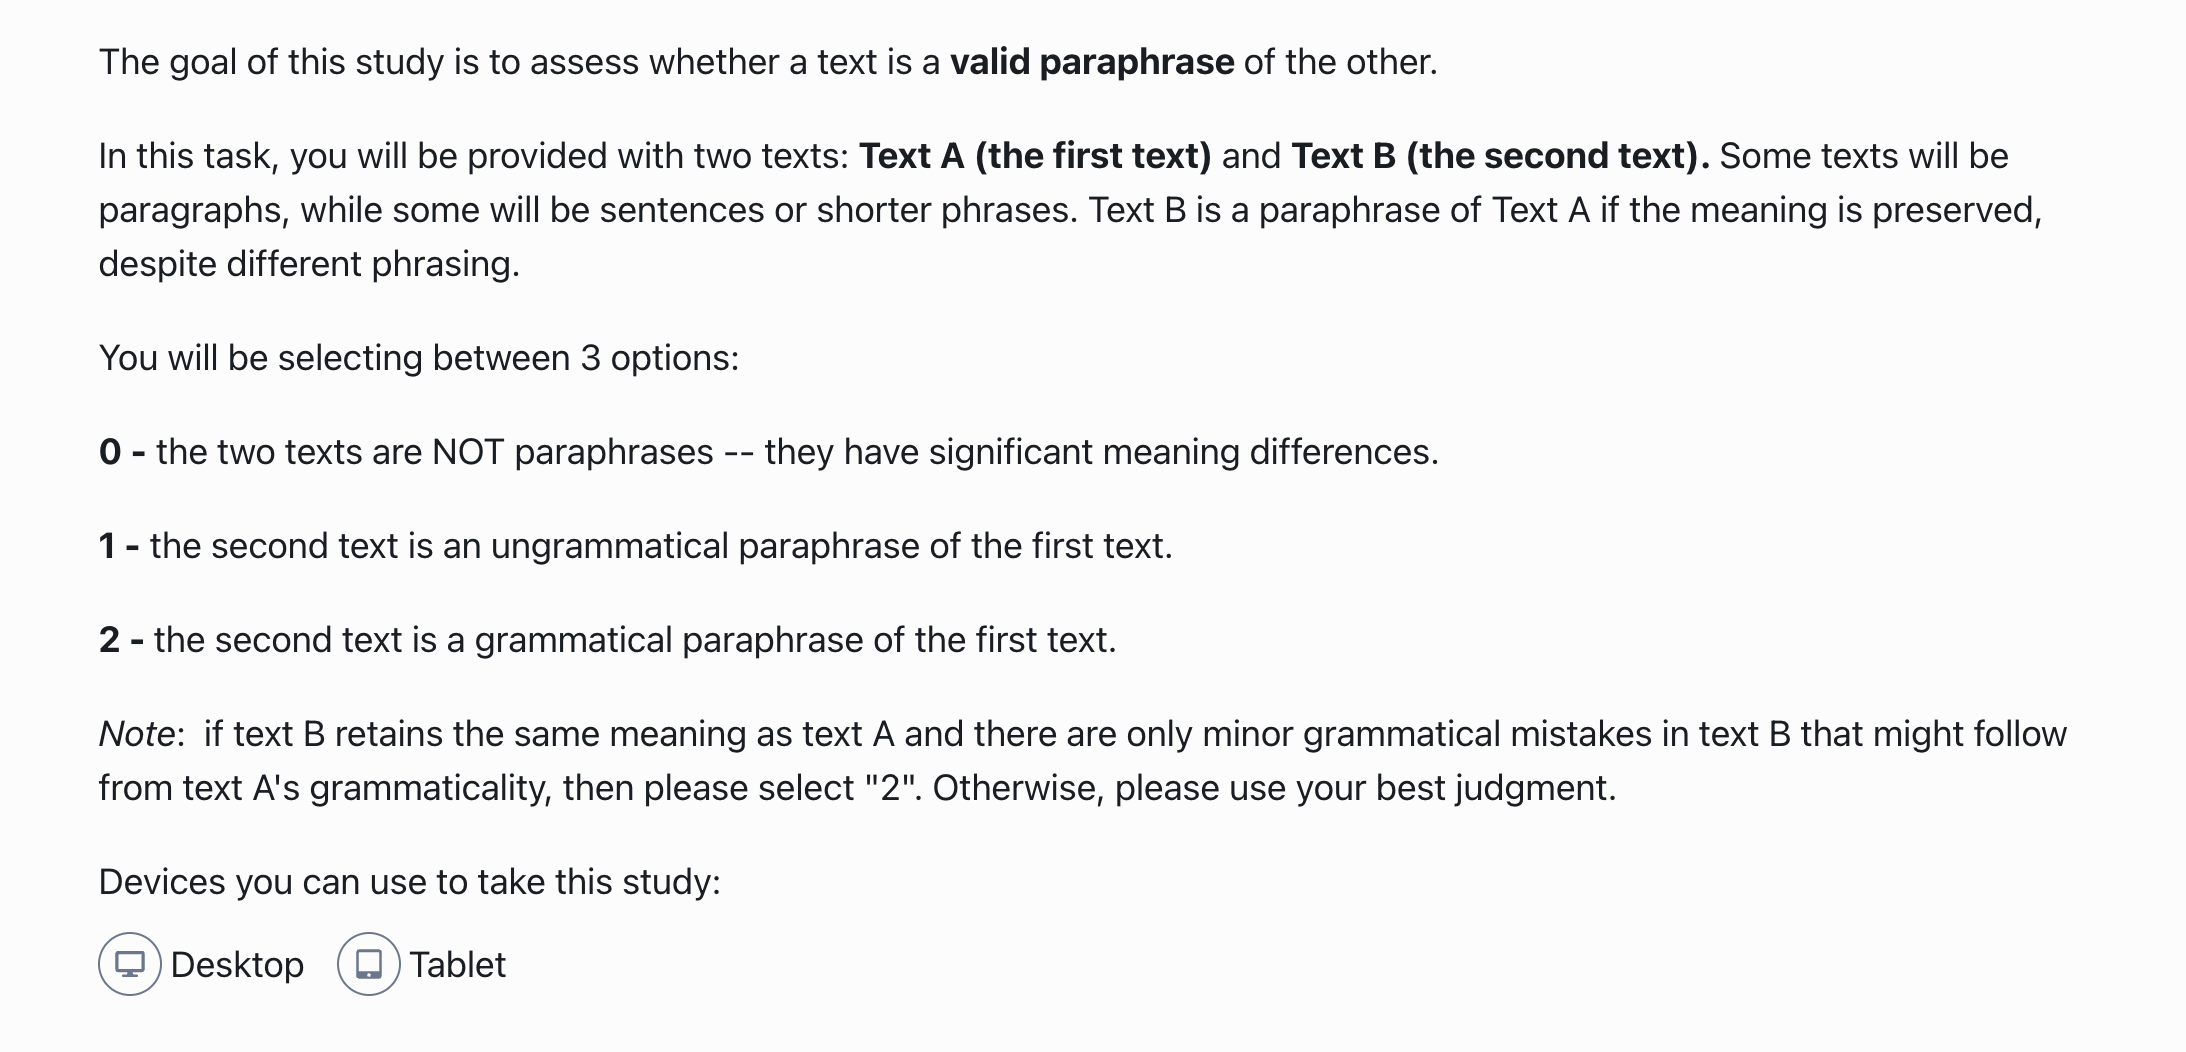 The goal of this study is to assess whether a text is a valid paraphrase of the other.
In this task, you will be provided with two texts: Text A (the first text) and Text B (the second text). Some texts will be
paragraphs, while some will be sentences or shorter phrases. Text B is a paraphrase of Text A if the meaning is preserved,
despite different phrasing.
You will be selecting between 3 options:
0 - the two texts are NOT paraphrases -- they have significant meaning differences.
1 - the second text is an ungrammatical paraphrase of the first text.
2 - the second text is a grammatical paraphrase of the first text.
Note:  if text B retains the same meaning as text A and there are only minor grammatical mistakes in text B that might follow
from text A's grammaticality, then please select "2". Otherwise, please use your best judgment.
Devices you can use to take this study:
Desktop Tablet